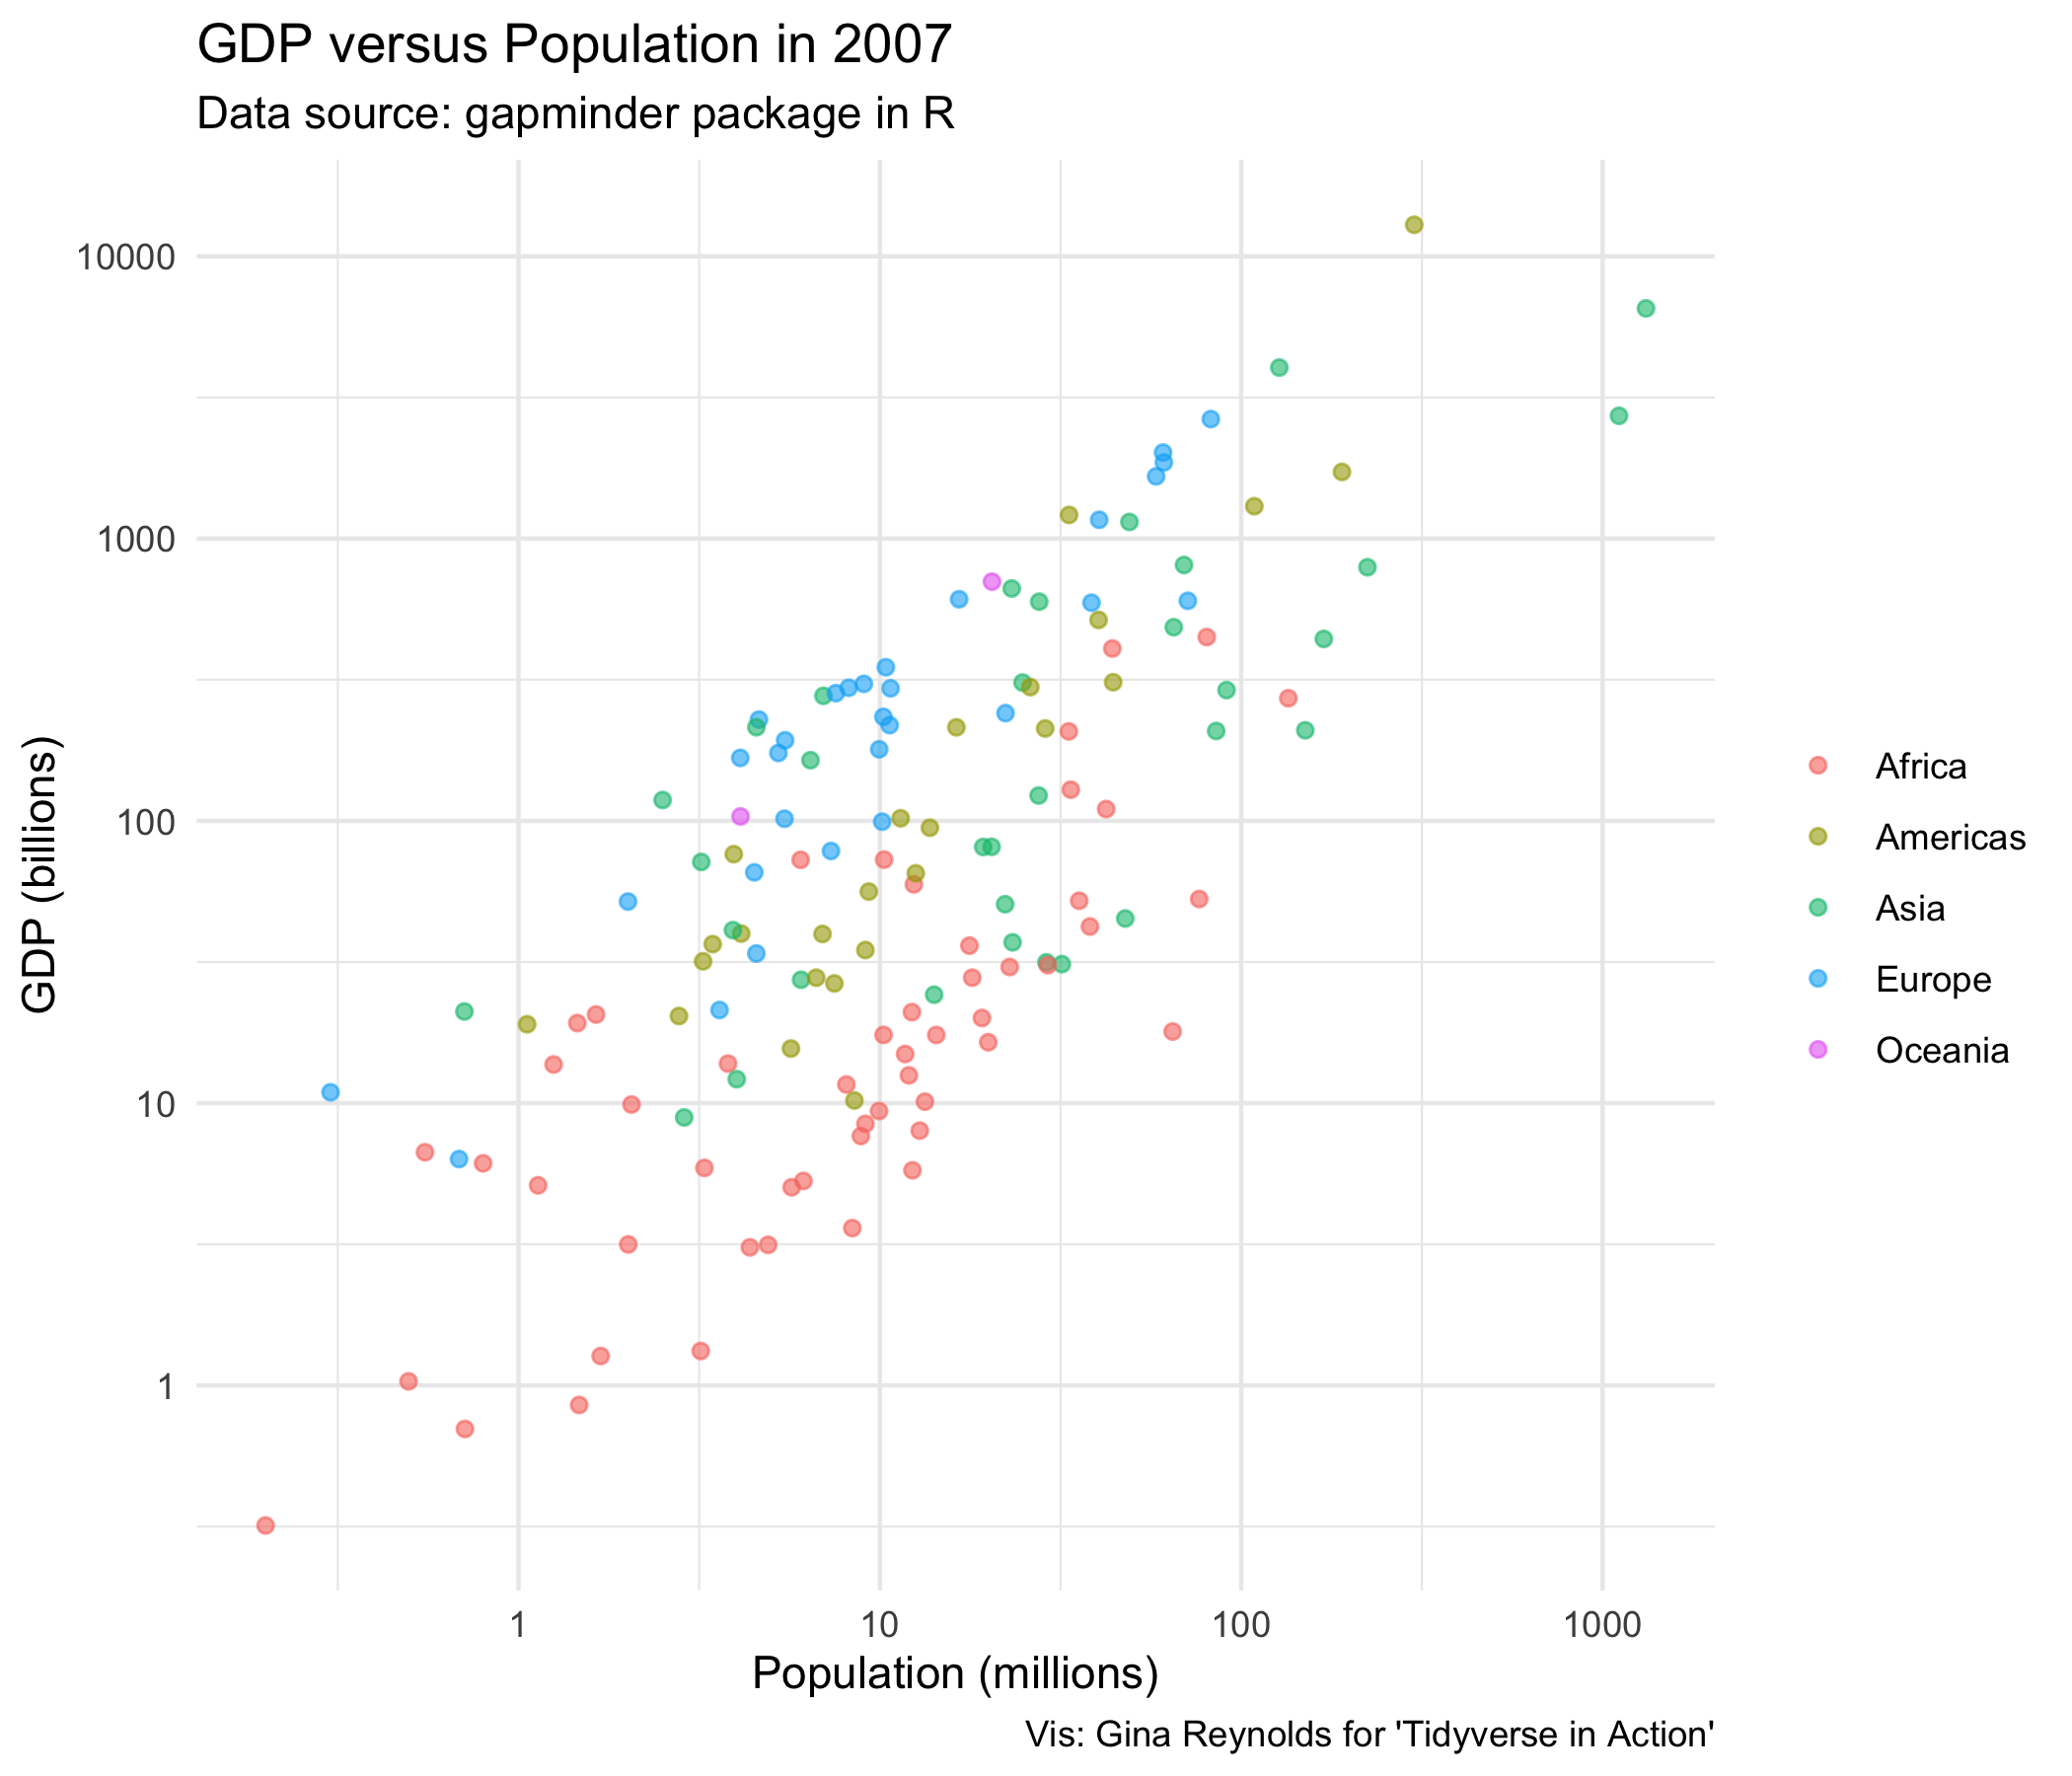 GDP versus Population in 2007
Data source: gapminder package in R
10000
1000
100
10
1
GDP (billions)
Africa
Americas
Asia
Europe
Oceania
1 10 100 1000
Population (millions)
Vis: Gina Reynolds for 'Tidyverse in Action'